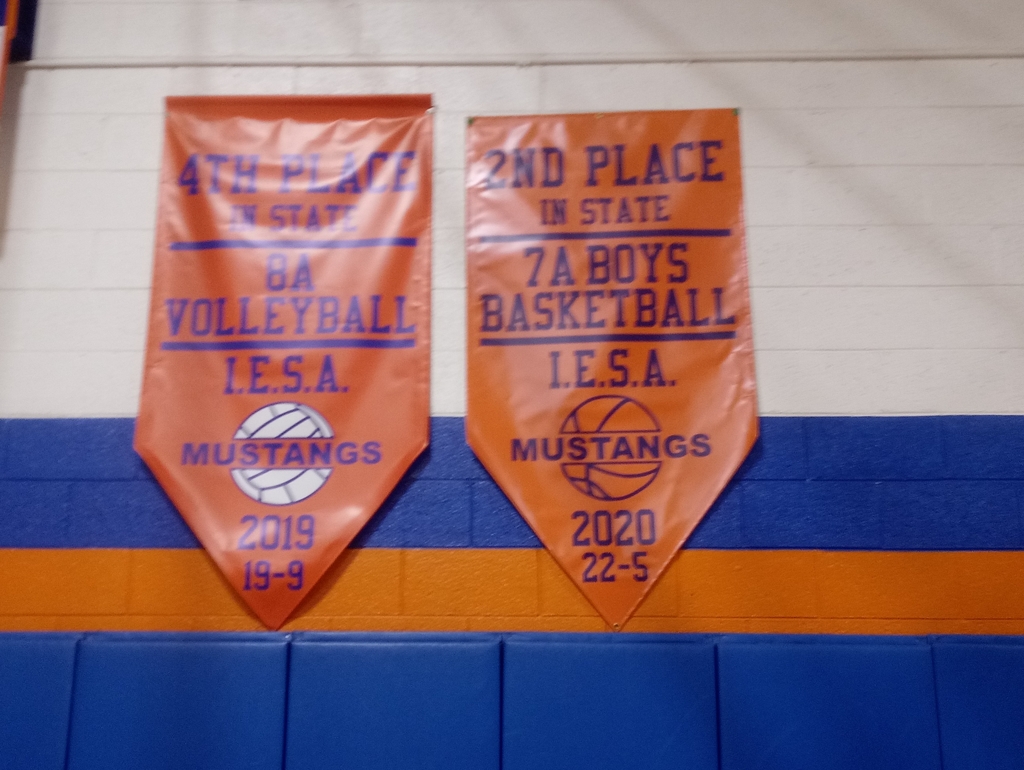 4TH PLACE
IN STATE
8A
VOLLEYBALL
I.E.S.A.
MUSTANGS
2019
19-9
2ND PLACE
IN STATE
7A BOYS
BASKETBALL
I.E.S.A.
MUSTANGS
2020
22-5